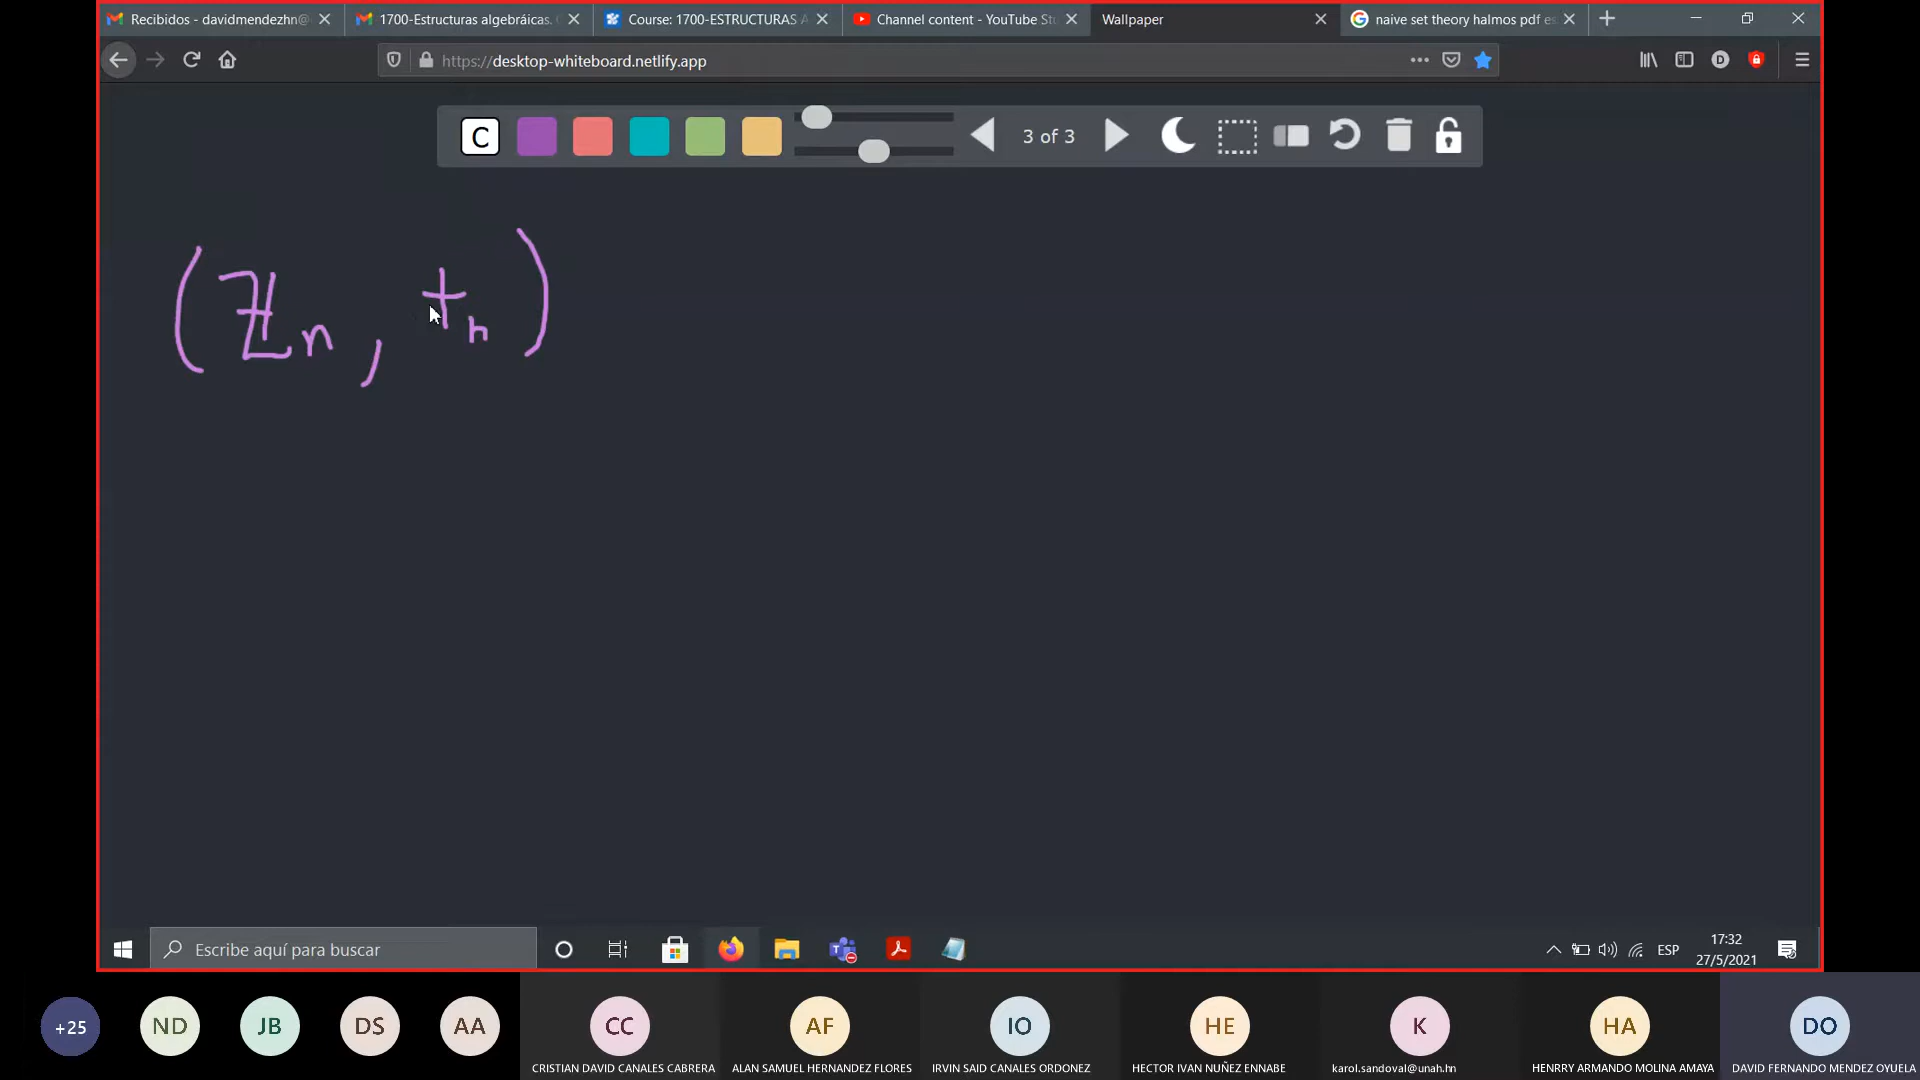 Recibidos - davidmendezhn@
1700-Estructuras algebráicas.
Course: 1700-ESTRUCTURAS A
Channel content - YouTube Stu
Wallpaper
naive set theory halmos pdf es
https://desktop-whiteboard.netlify.app
C
3 of 3
(ℤn, +n)
Escribe aquí para buscar
ESP
17:32
27/5/2021
+25
ND
JB
DS
AA
CC
AF
IO
HE
K
HA
DO
CRISTIAN DAVID CANALES CABRERA
ALAN SAMUEL HERNANDEZ FLORES
IRVIN SAID CANALES ORDONEZ
HECTOR IVAN NUÑEZ ENNABE
karol.sandoval@unah.hn
HENRRY ARMANDO MOLINA AMAYA
DAVID FERNANDO MENDEZ OYUELA